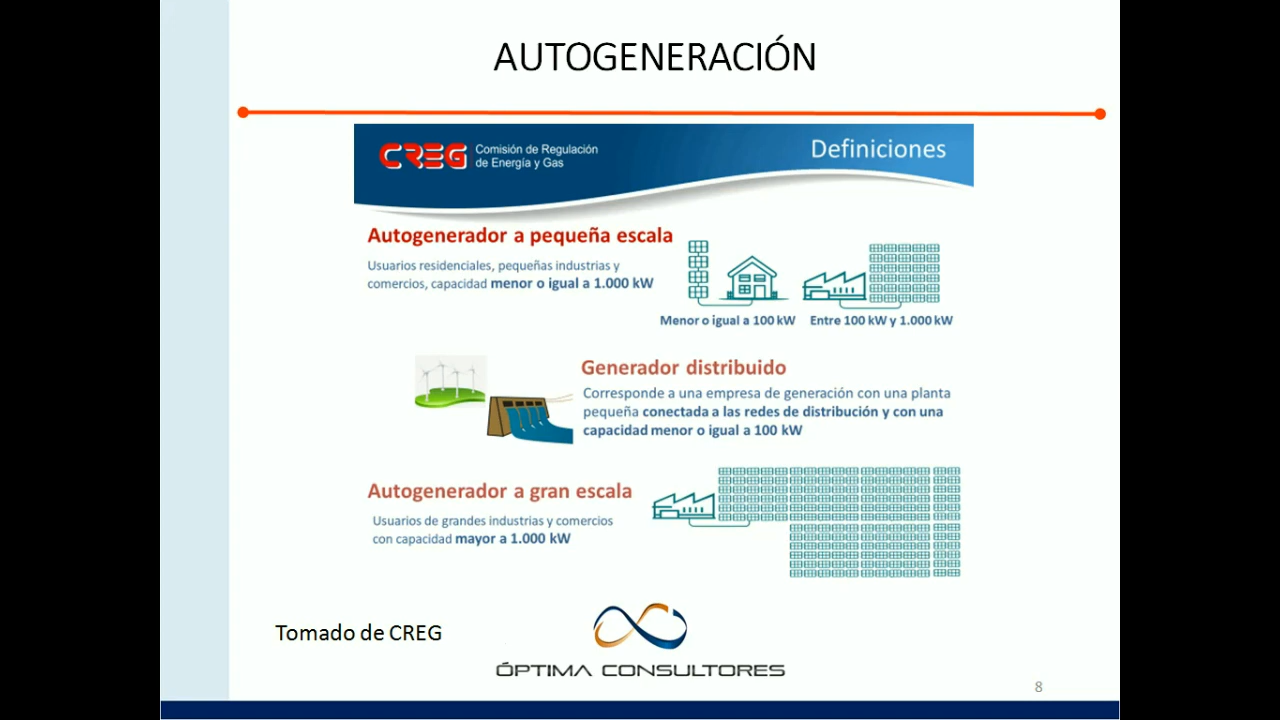 AUTOGENERACIÓN
CREG
Comisión de Regulación
de Energía y Gas
Definiciones
Autogenerador a pequeña escala
Usuarios residenciales, pequeñas industrias y
comercios, capacidad menor o igual a 1.000 kW
Menor o igual a 100 kW
Entre 100 kW y 1.000 kW
Generador distribuido
Corresponde a una empresa de generación con una planta
pequeña conectada a las redes de distribución y con una
capacidad menor o igual a 100 kW
Autogenerador a gran escala
Usuarios de grandes industrias y comercios
con capacidad mayor a 1.000 kW
Tomado de CREG
ÓPTIMA CONSULTORES
8